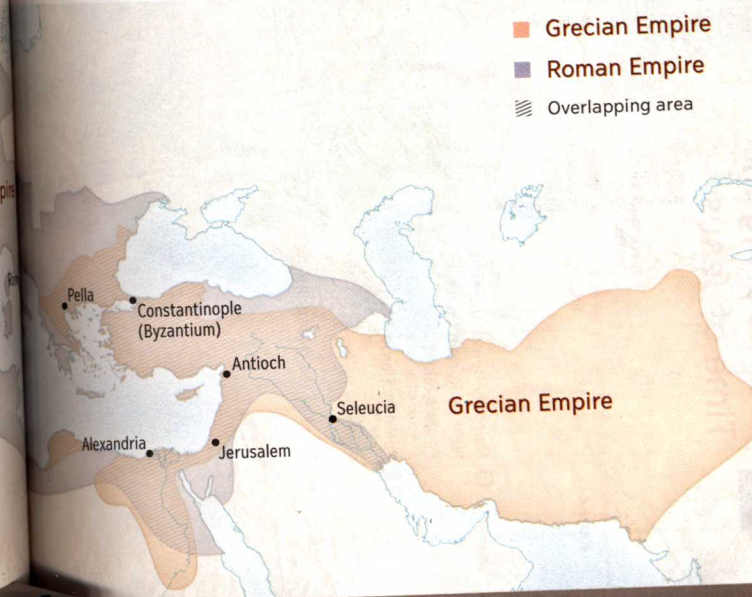 Grecian Empire
Roman Empire
Overlapping area
Pella
Constantinople
(Byzantium)
Antioch
Seleucia
Grecian Empire
Alexandria
Jerusalem